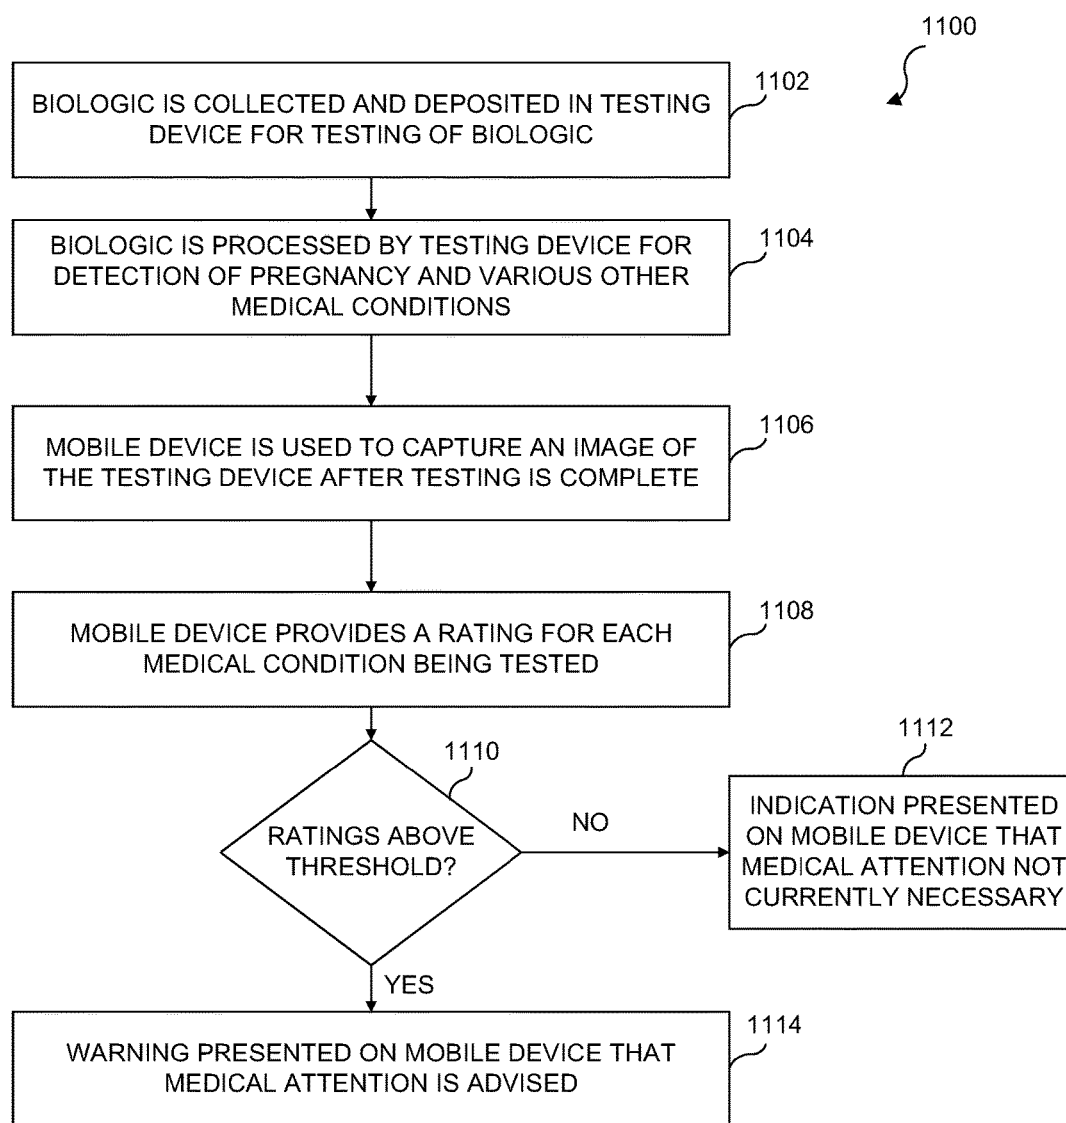 1100
BIOLOGIC IS COLLECTED AND DEPOSITED IN TESTING
DEVICE FOR TESTING OF BIOLOGIC
1102
BIOLOGIC IS PROCESSED BY TESTING DEVICE FOR
DETECTION OF PREGNANCY AND VARIOUS OTHER
MEDICAL CONDITIONS
1104
MOBILE DEVICE IS USED TO CAPTURE AN IMAGE OF
THE TESTING DEVICE AFTER TESTING IS COMPLETE
1106
MOBILE DEVICE PROVIDES A RATING FOR EACH
MEDICAL CONDITION BEING TESTED
1108
RATINGS ABOVE
THRESHOLD?
1110
NO
INDICATION PRESENTED
ON MOBILE DEVICE THAT
MEDICAL ATTENTION NOT
CURRENTLY NECESSARY
1112
YES
WARNING PRESENTED ON MOBILE DEVICE THAT
MEDICAL ATTENTION IS ADVISED
1114